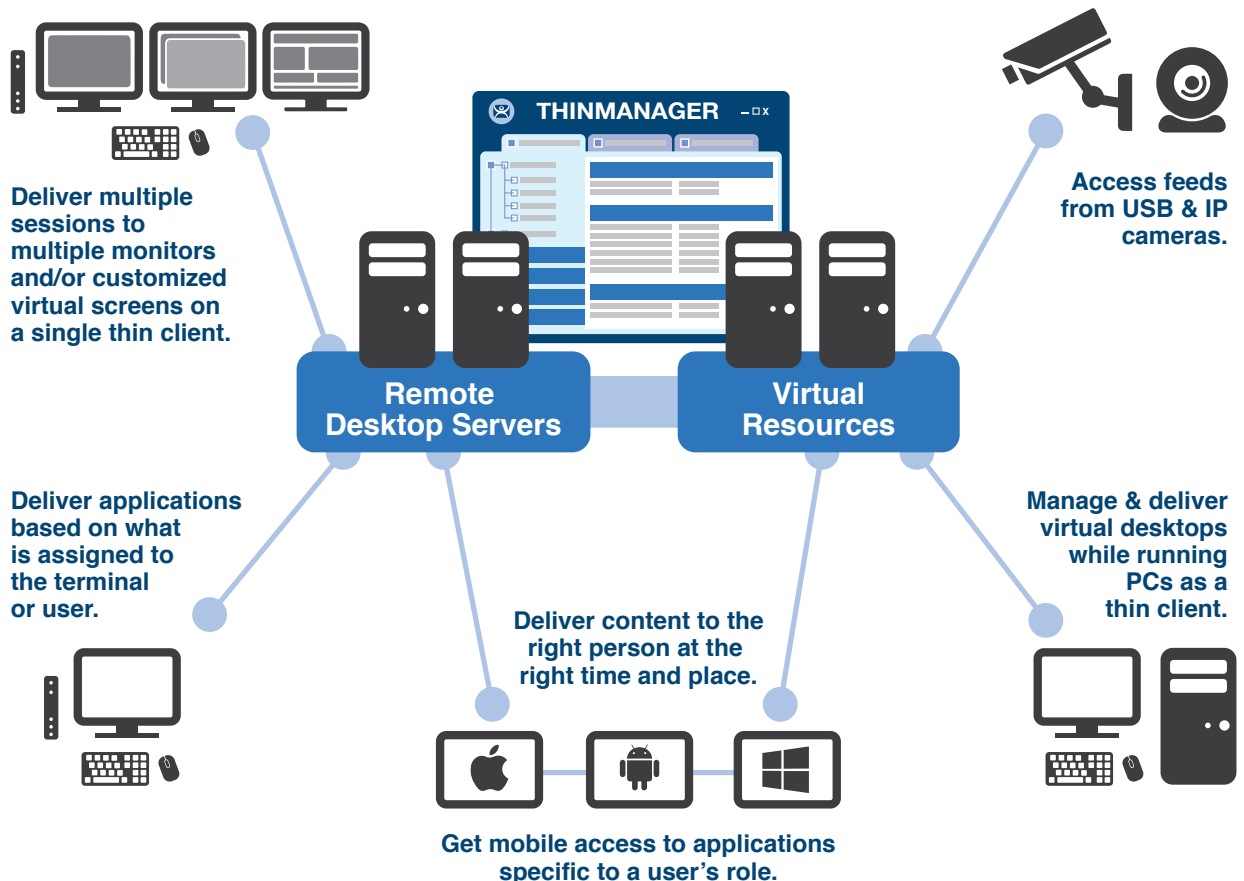 THINMANAGER
Deliver multiple
sessions to
multiple monitors
and/or customized
virtual screens on
a single thin client.
Access feeds
from USB & IP
cameras.
Remote
Desktop Servers
Virtual
Resources
Deliver applications
based on what
is assigned to
the terminal
or user.
Manage & deliver
virtual desktops
while running
PCs as a
thin client.
Deliver content to the
right person at the
right time and place.
Get mobile access to applications
specific to a user's role.